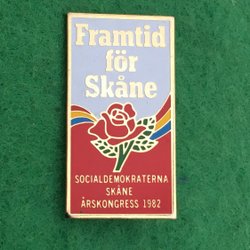 Framtid
för
Skåne
SOCIALDEMOKRATERNA
SKÅNE
ÅRSKONGRESS 1982